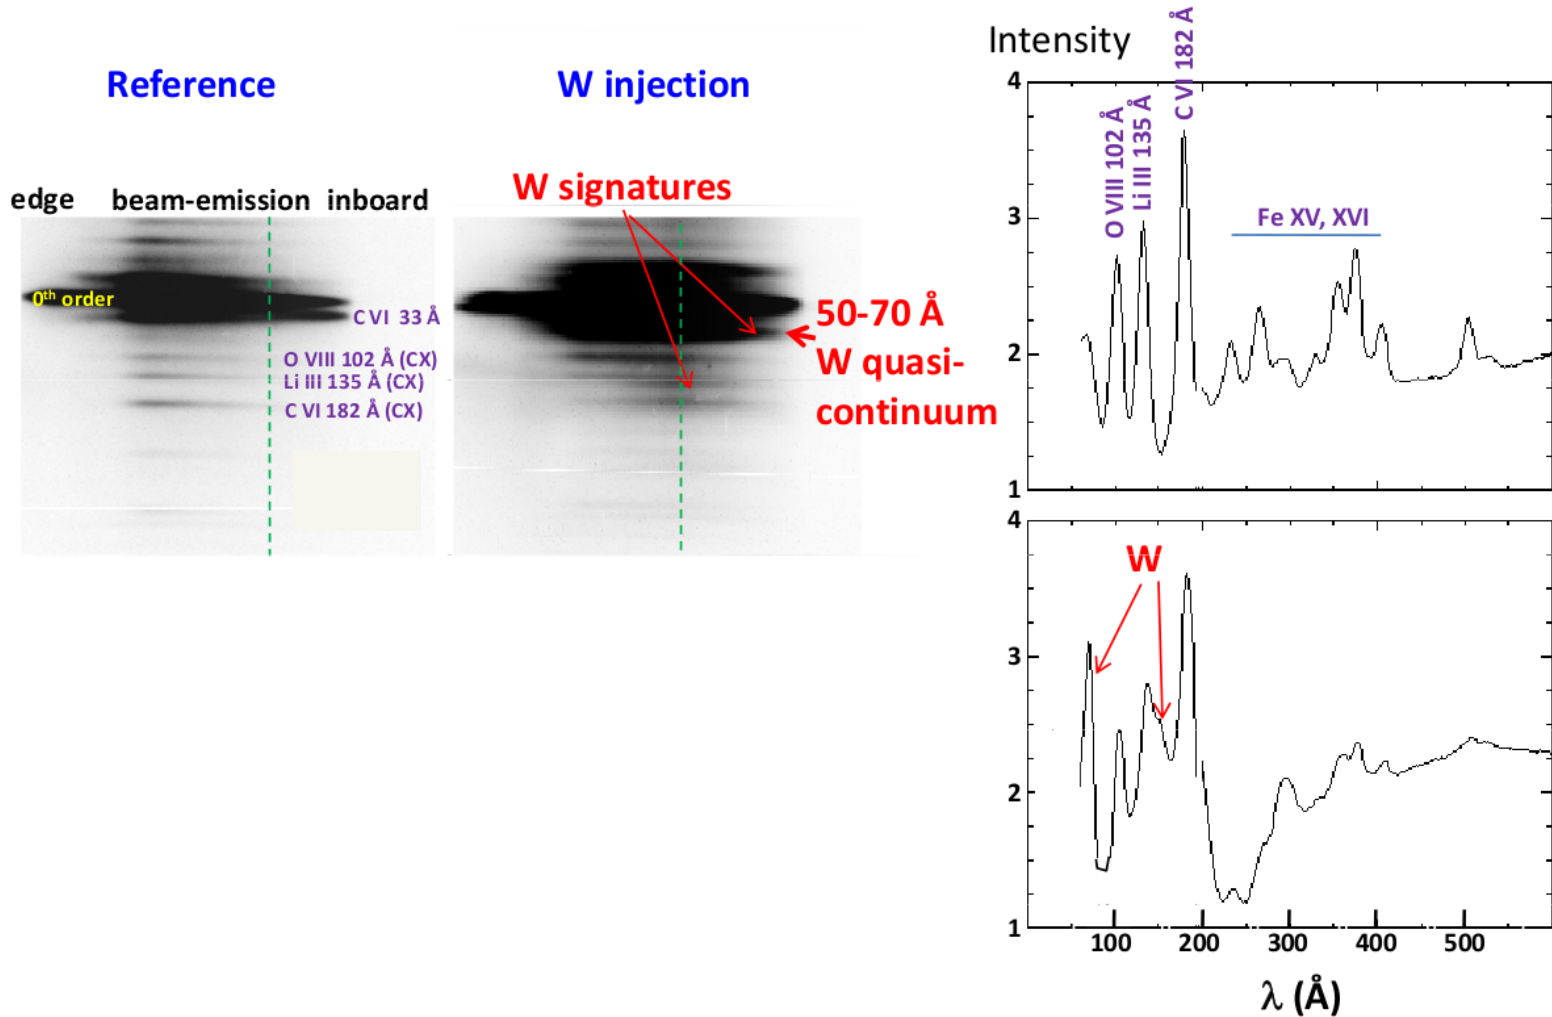 Reference
W injection
edge beam-emission inboard
0th order
C VI 33 Å
O VIII 102 Å (CX)
Li III 135 Å (CX)
C VI 182 Å (CX)
W signatures
50-70 Å
W quasi-
continuum
Intensity
4
3
2
1
O VIII 102 Å
Li III 135 Å
C VI 182 Å
Fe XV, XVI
4
3
2
1
W
100 200 300 400 500
λ (Å)